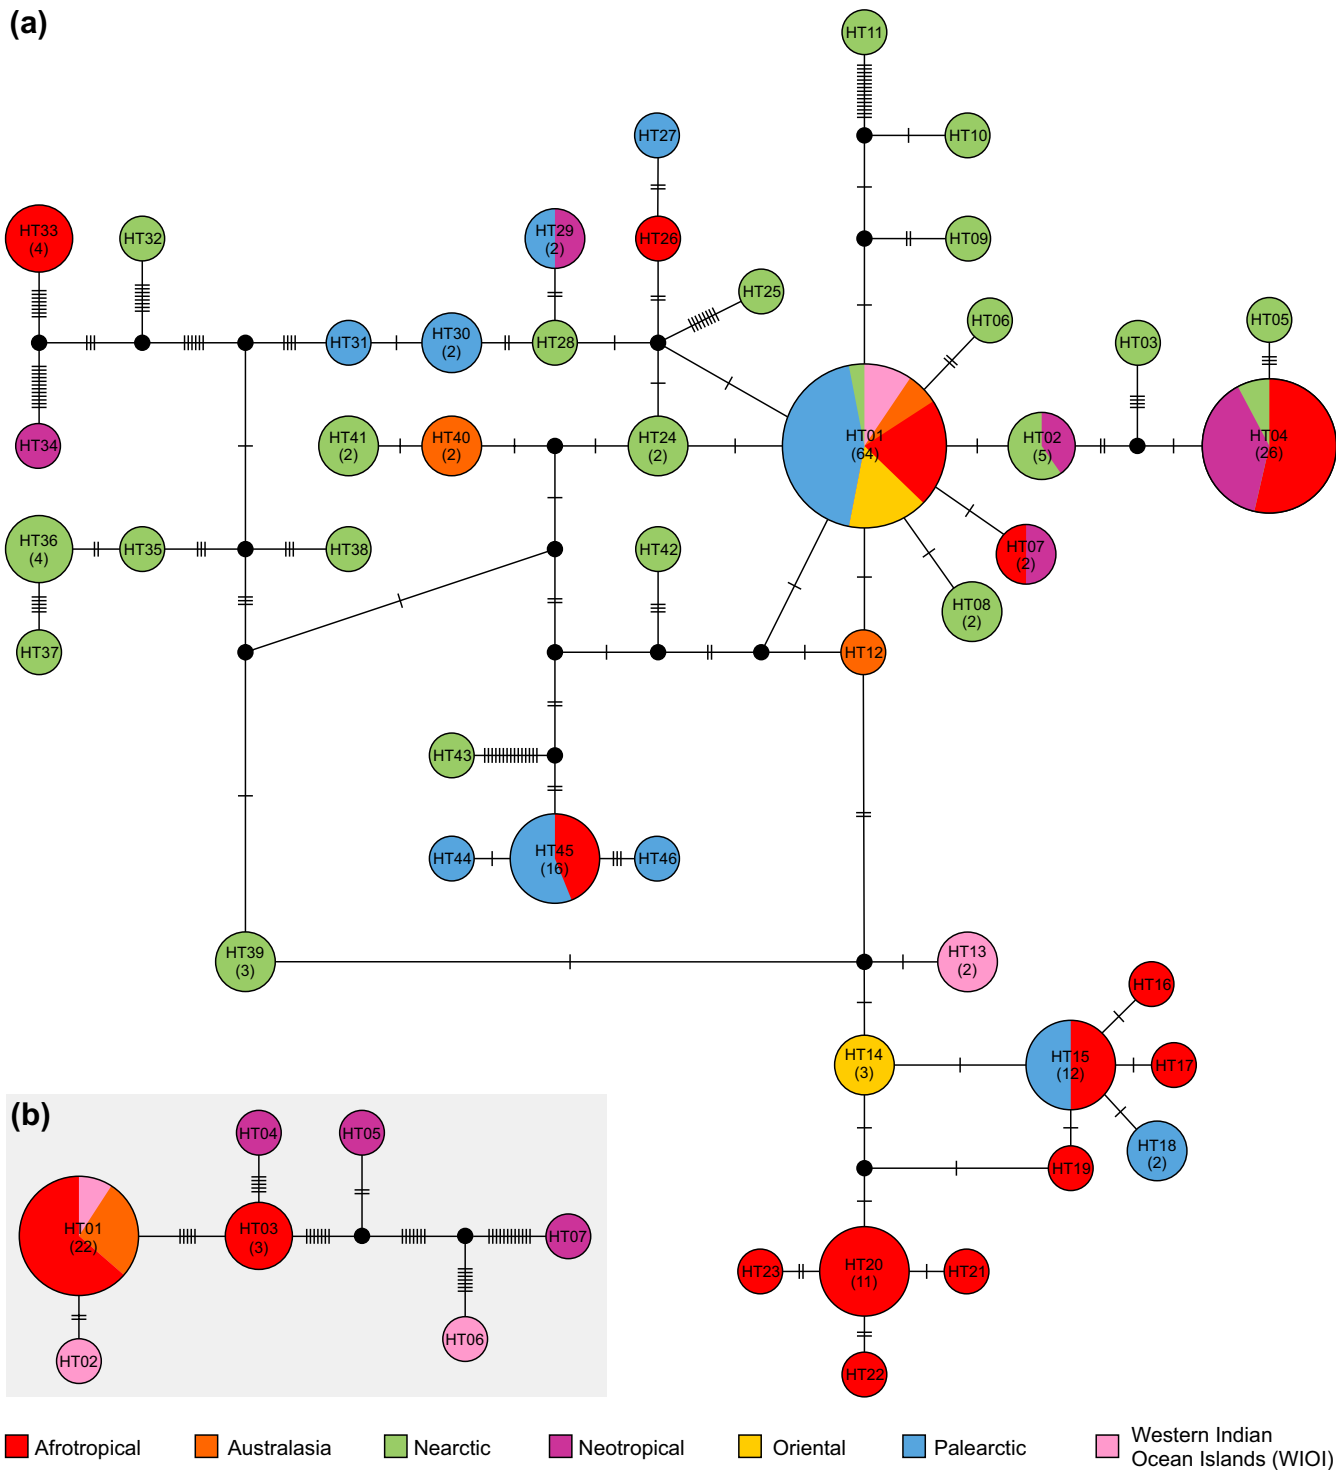 (a)
HT11
HT27
HT10
HT33
(4)
HT32
HT29
(2)
HT26
HT09
HT25
HT06
HT05
HT31
HT30
(2)
HT28
HT03
HT41
(2)
HT40
(2)
HT24
(2)
HT01
(64)
HT02
(5)
HT04
(26)
HT34
HT36
(4)
HT35
HT38
HT42
HT07
(2)
HT08
(2)
HT37
HT12
HT43
HT44
HT45
(16)
HT46
HT39
(3)
HT13
(2)
HT16
HT14
(3)
HT15
(12)
HT17
HT18
(2)
HT19
HT23
HT20
(11)
HT21
HT22
(b)
HT04
HT05
HT01
(22)
HT03
(3)
HT07
HT06
HT02
Afrotropical
Australasia
Nearctic
Neotropical
Oriental
Palearctic
Western Indian
Ocean Islands (WIOI)